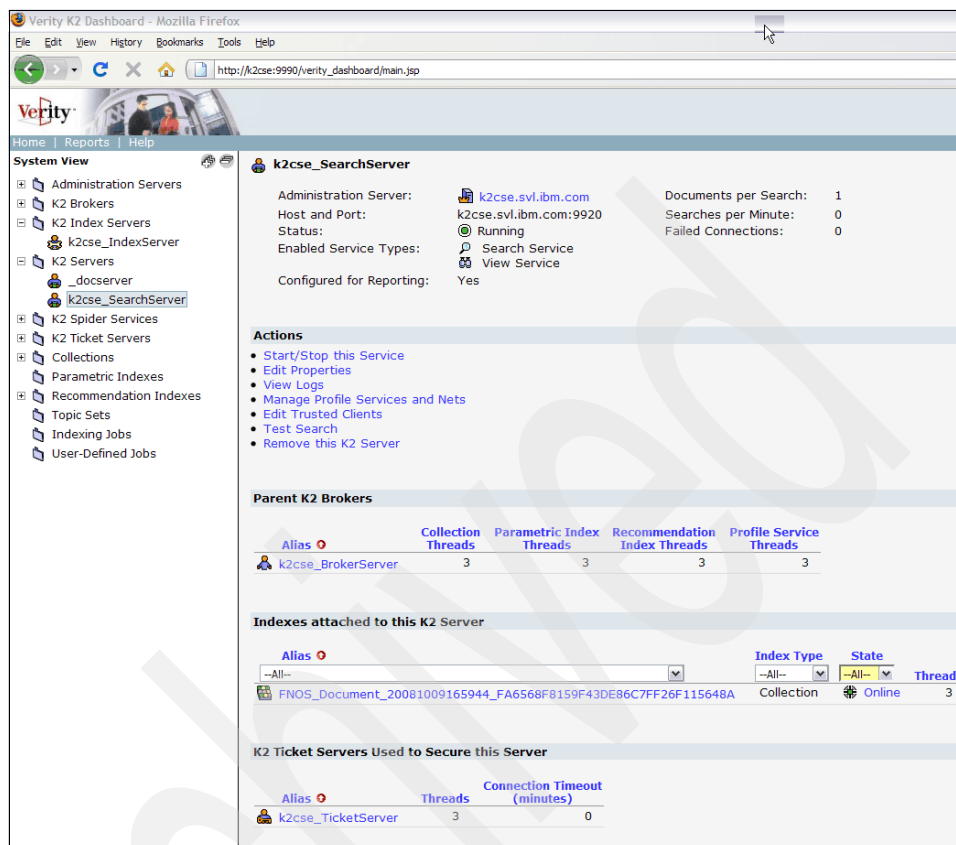 Verity K2 Dashboard - Mozilla Firefox
File Edit View History Bookmarks Tools Help
http://k2cse:9990/verity_dashboard/main.jsp
Verity
Home | Reports | Help
System View
Administration Servers
K2 Brokers
K2 Index Servers
k2cse_IndexServer
K2 Servers
_docserver
k2cse_SearchServer
K2 Spider Services
K2 Ticket Servers
Collections
Parametric Indexes
Recommendation Indexes
Topic Sets
Indexing Jobs
User-Defined Jobs
k2cse_SearchServer
Administration Server: k2cse.svl.ibm.com Documents per Search: 1
Host and Port: k2cse.svl.ibm.com:9920 Searches per Minute: 0
Status: Running Failed Connections: 0
Enabled Service Types: Search Service
View Service
Configured for Reporting: Yes
Actions
• Start/Stop this Service
• Edit Properties
• View Logs
• Manage Profile Services and Nets
• Edit Trusted Clients
• Test Search
• Remove this K2 Server
Parent K2 Brokers
Collection Parametric Index Recommendation Profile Service
Alias Threads Threads Index Threads Threads
k2cse_BrokerServer 3 3 3 3
Indexes attached to this K2 Server
Alias Index Type State
--All-- --All-- --All-- Thread
FNOS_Document_20081009165944_FA6568F8159F43DE86C7FF26F115648A Collection Online 3
K2 Ticket Servers Used to Secure this Server
Connection Timeout
Alias Threads (minutes)
k2cse_TicketServer 3 0